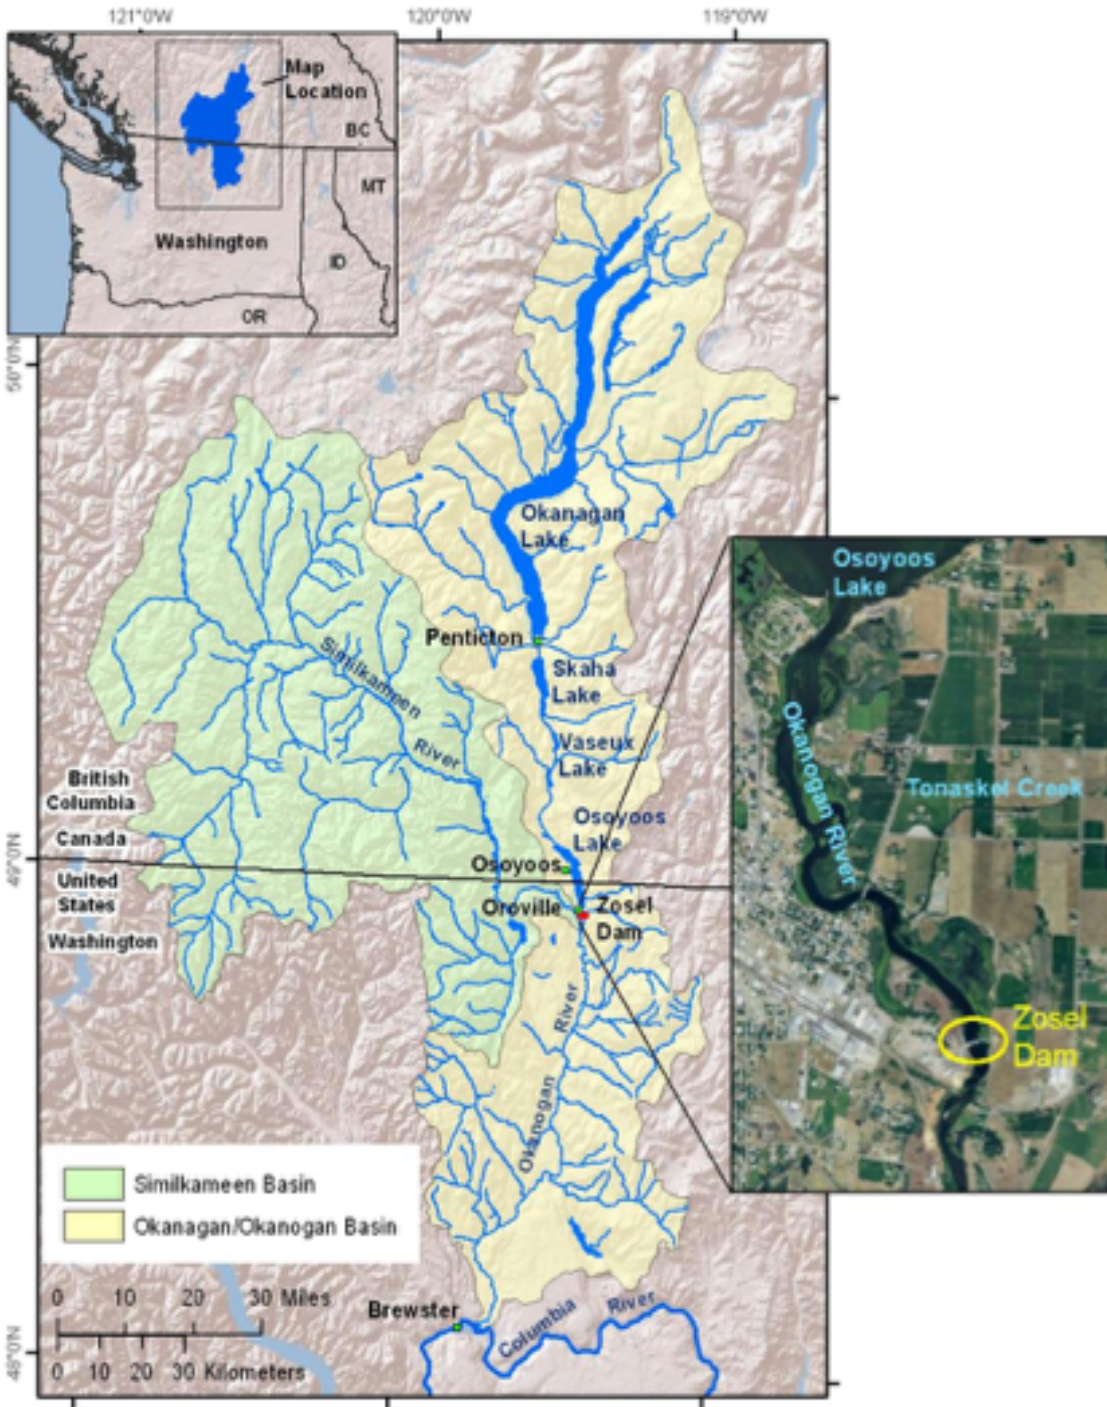 121°0'W
120°0'W
119°0'W
Map
Location
BC
MT
Washington
ID
OR
50°0'N
Okanagan
Lake
Osoyoos
Lake
Penticton
Skaha
Lake
Similkameen
River
Okanogan River
Vaseux
Lake
British
Columbia
Tonasket Creek
Osoyoos
Lake
Canada
49°0'N
Osoyoos
United
States
Oroville
Zosel
Dam
Washington
River
Okanogan
Zosel
Dam
Similkameen Basin
Okanagan/Okanogan Basin
0 10 20 30 Miles
Brewster
Columbia River
0 10 20 30 Kilometers
48°0'N